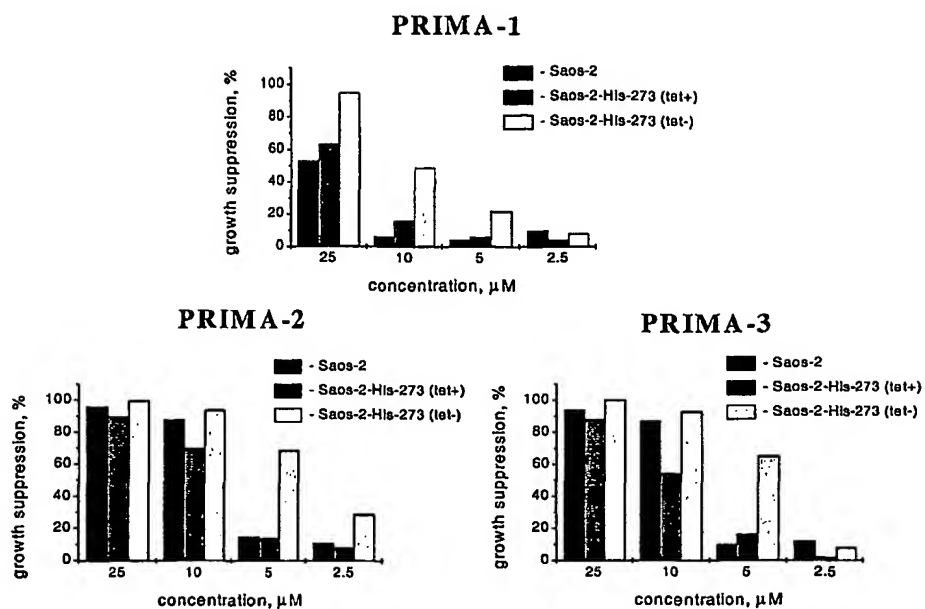 PRIMA-1
growth suppression, %
100
80
60
40
20
0
- Saos-2
- Saos-2-His-273 (tet+)
- Saos-2-His-273 (tet-)
25 10 5 2.5
concentration, µM
PRIMA-2
growth suppression, %
100
80
60
40
20
0
- Saos-2
- Saos-2-His-273 (tet+)
- Saos-2-His-273 (tet-)
25 10 5 2.5
concentration, µM
PRIMA-3
growth suppression, %
100
80
60
40
20
0
- Saos-2
- Saos-2-His-273 (tet+)
- Saos-2-His-273 (tet-)
25 10 5 2.5
concentration, µM